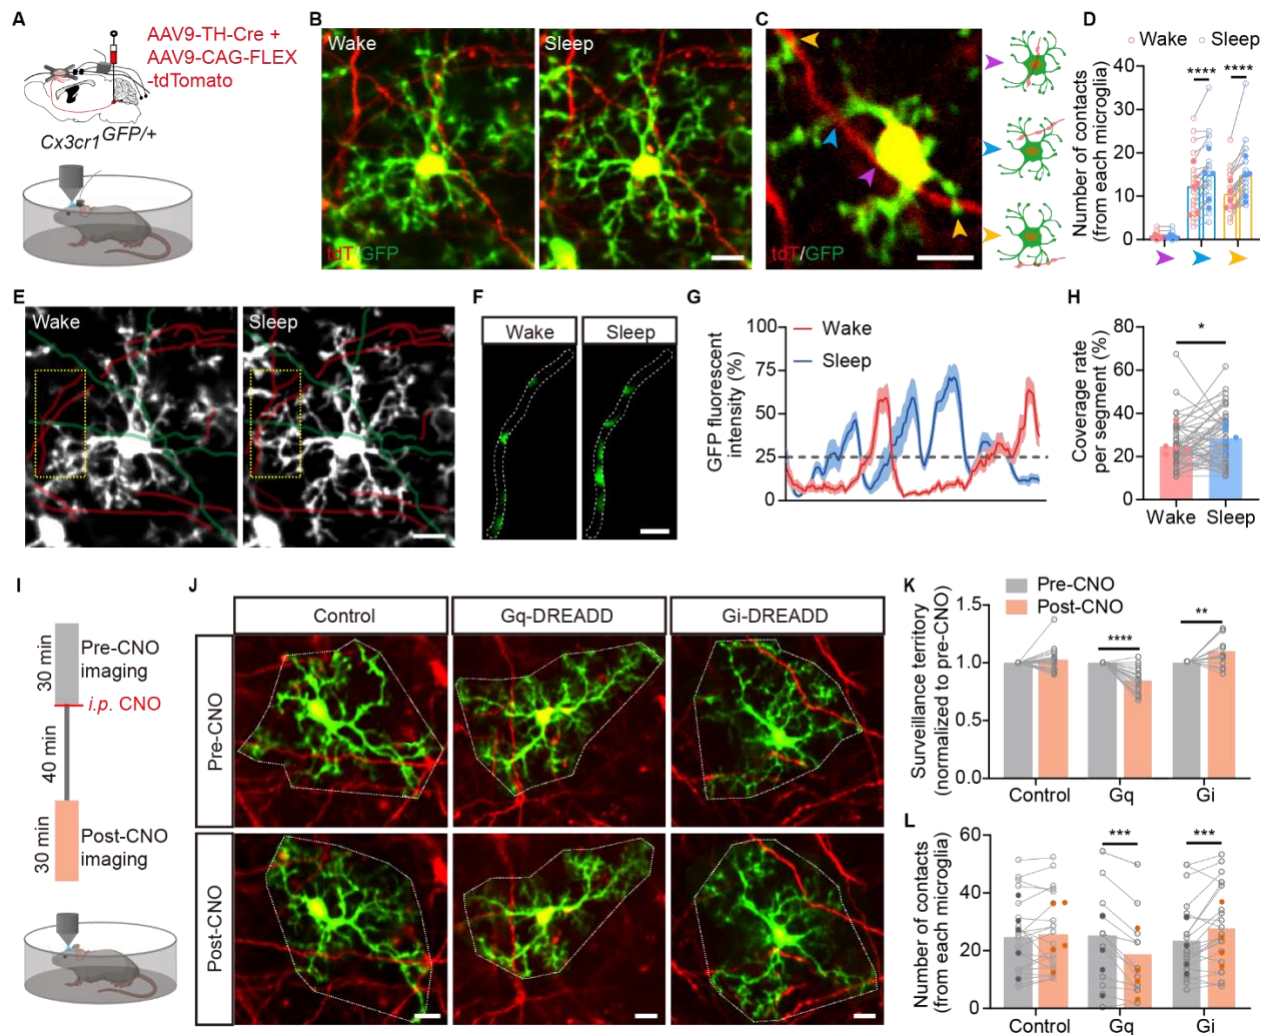 A
AAV9-TH-Cre +
AAV9-CAG-FLEX
-tdTomato
Cx3cr1GFP/+
B
Wake
Sleep
tdT/GFP
C
tdT/GFP
D
Wake
Sleep
Number of contacts
(from each microglia)
40
30
20
10
0
****
****
E
Wake
Sleep
F
Wake
Sleep
G
GFP fluorescent
intensity (%)
100
75
50
25
0
Wake
Sleep
H
Coverage rate
per segment (%)
80
60
40
20
0
*
Wake
Sleep
I
30 min
Pre-CNO
imaging
i.p. CNO
40 min
30 min
Post-CNO
imaging
J
Control
Gq-DREADD
Gi-DREADD
Pre-CNO
Post-CNO
K
Pre-CNO
Post-CNO
Surveillance territory
(normalized to pre-CNO)
1.5
1.0
0.5
0.0
****
**
Control
Gq
Gi
L
Number of contacts
(from each microglia)
60
40
20
0
***
***
Control
Gq
Gi